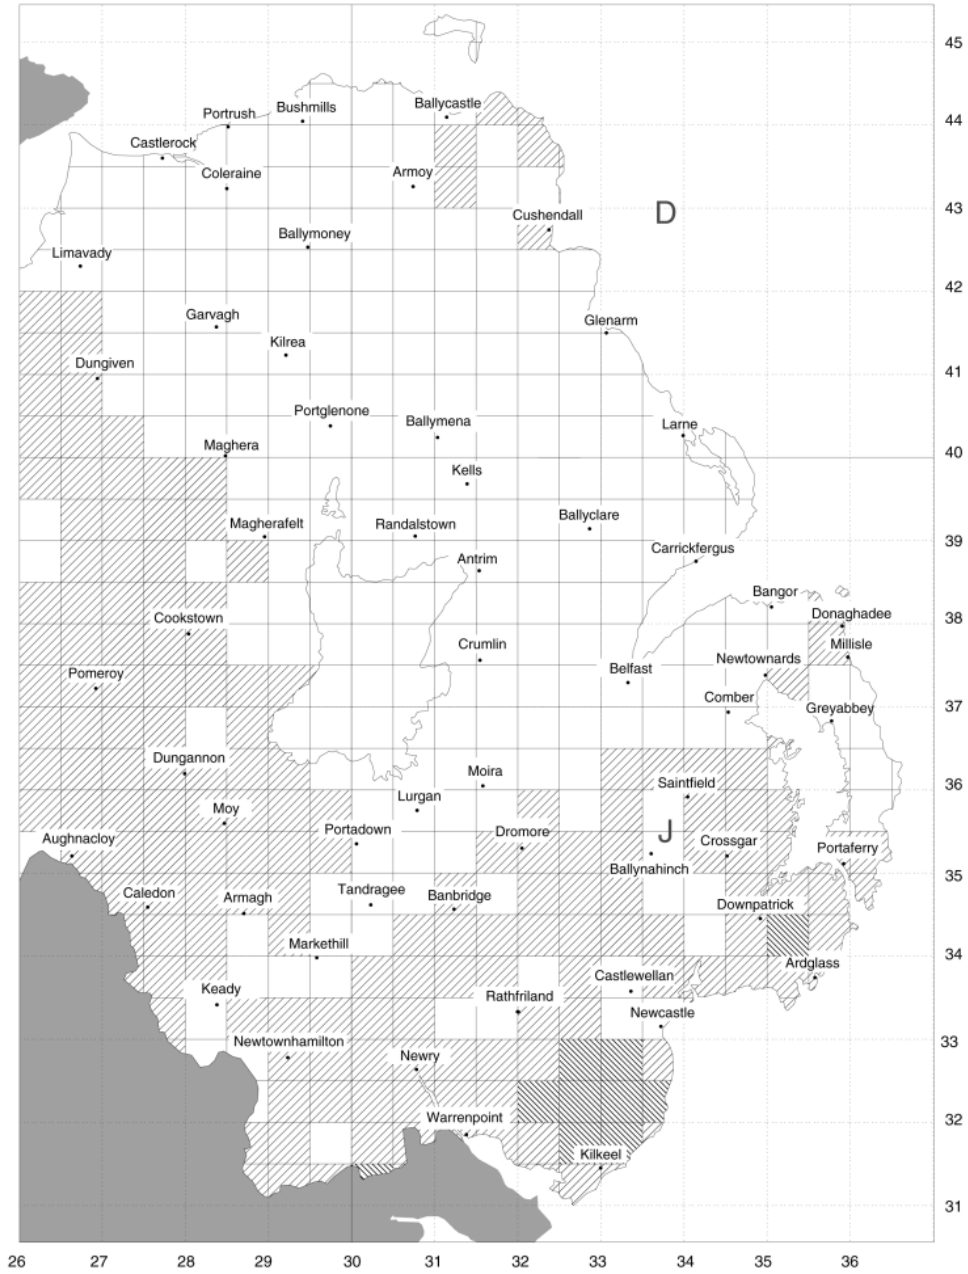 45
Ballycastle
Bushmills
Portrush
44
Castlerock
Coleraine
Armoy
Cushendall
D
43
Ballymoney
Limavady
42
Garvagh
Glenarm
Kilrea
Dungiven
41
Portglenone
Ballymena
Larne
Maghera
40
Kells
Ballyclare
Magherafelt
Randalstown
39
Carrickfergus
Antrim
Bangor
Donaghadee
38
Cookstown
Crumlin
Millisle
Newtownards
Belfast
Pomeroy
Comber
Greyabbey
37
Dungannon
Moira
Saintfield
36
Lurgan
Moy
Portadown
Dromore
J
Aughnacloy
Crossgar
Portaferry
Ballynahinch
35
Caledon
Armagh
Tandragee
Banbridge
Downpatrick
Markethill
34
Ardglass
Castlewellan
Keady
Rathfriland
Newcastle
33
Newtownhamilton
Newry
Warrenpoint
32
Kilkeel
31
26 27 28 29 30 31 32 33 34 35 36